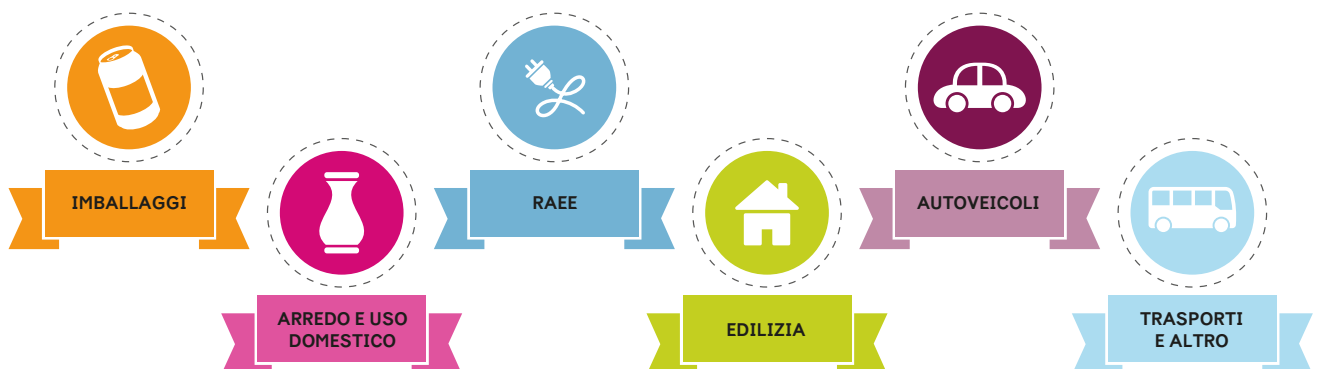 IMBALLAGGI
ARREDO E USO
DOMESTICO
RAEE
EDILIZIA
AUTOVEICOLI
TRASPORTI
E ALTRO